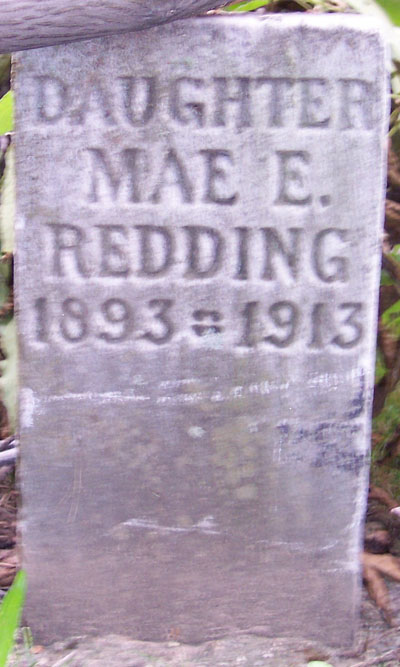 DAUGHTER
MAE E.
REDDING
1893 = 1913